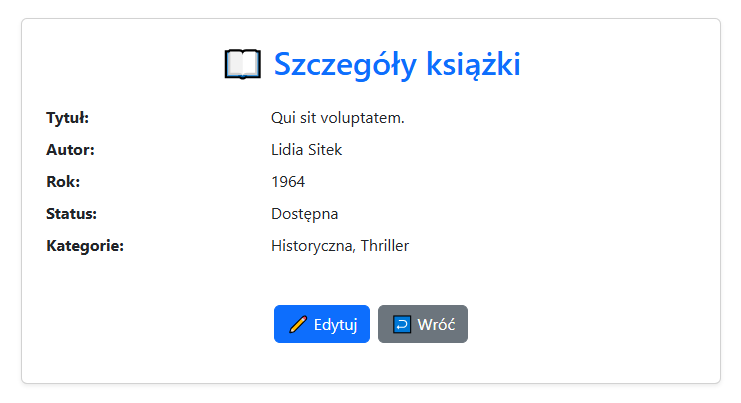 📖 Szczegóły książki
Tytuł: Qui sit voluptatem.
Autor: Lidia Sitek
Rok: 1964
Status: Dostępna
Kategorie: Historyczna, Thriller
✏️ Edytuj ↩️ Wróć